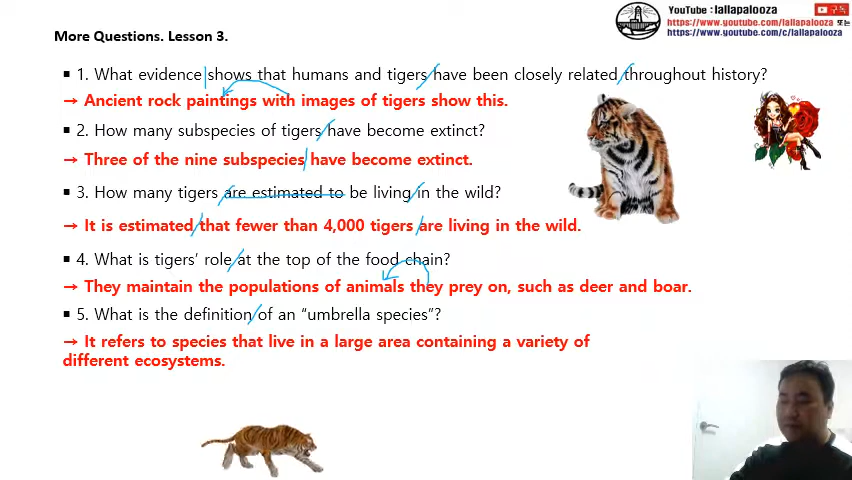 YouTube : lallapalooza 구독
https://www.youtube.com/lallapalooza 또는
https://www.youtube.com/c/lallapalooza
More Questions. Lesson 3.
▪ 1. What evidence shows that humans and tigers have been closely related throughout history?
→ Ancient rock paintings with images of tigers show this.
▪ 2. How many subspecies of tigers have become extinct?
→ Three of the nine subspecies have become extinct.
▪ 3. How many tigers are estimated to be living in the wild?
→ It is estimated that fewer than 4,000 tigers are living in the wild.
▪ 4. What is tigers’ role at the top of the food chain?
→ They maintain the populations of animals they prey on, such as deer and boar.
▪ 5. What is the definition of an “umbrella species”?
→ It refers to species that live in a large area containing a variety of
different ecosystems.